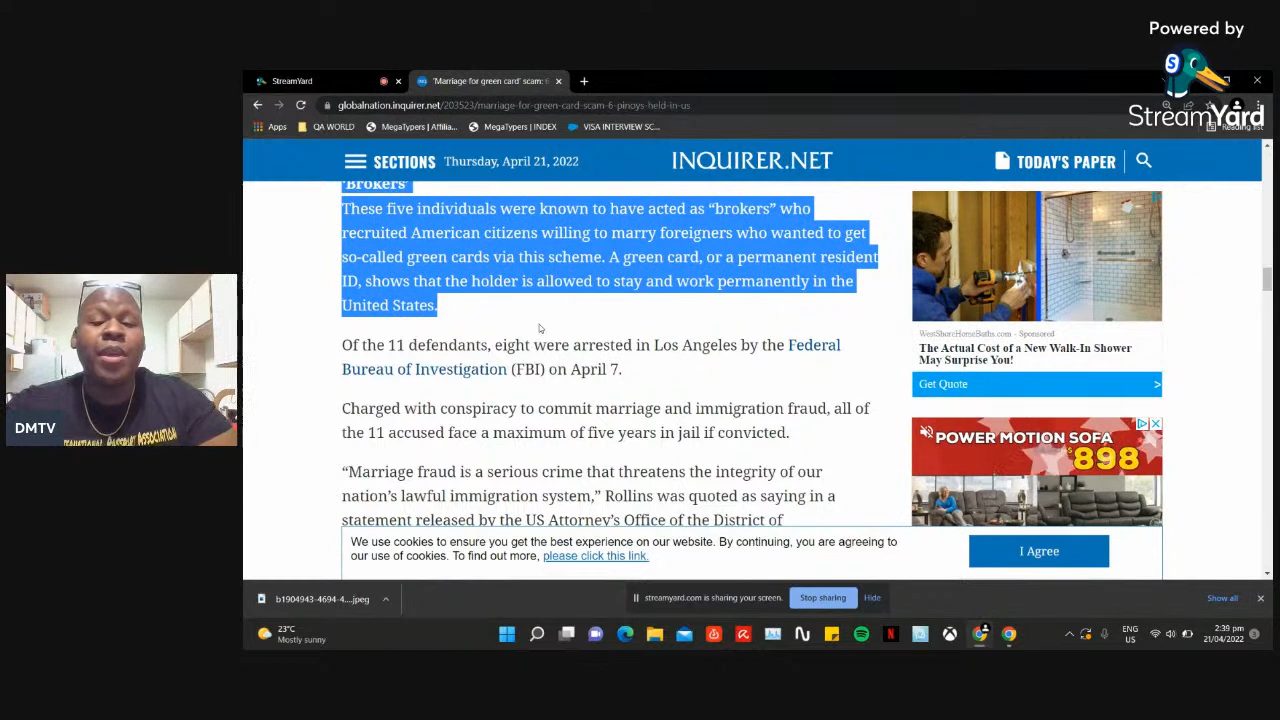 Powered by
StreamYard
StreamYard
'Marriage for green card' scam: 6
globalnation.inquirer.net/203523/marriage-for-green-card-scam-6-pinoys-held-in-us
Apps
QA WORLD
MegaTypers | Affilia...
MegaTypers | INDEX
VISA INTERVIEW SC...
Reading list
SECTIONS
Thursday, April 21, 2022
INQUIRER.NET
TODAY'S PAPER
'Brokers'
These five individuals were known to have acted as “brokers” who
recruited American citizens willing to marry foreigners who wanted to get
so-called green cards via this scheme. A green card, or a permanent resident
ID, shows that the holder is allowed to stay and work permanently in the
United States.
Of the 11 defendants, eight were arrested in Los Angeles by the Federal
Bureau of Investigation (FBI) on April 7.
Charged with conspiracy to commit marriage and immigration fraud, all of
the 11 accused face a maximum of five years in jail if convicted.
“Marriage fraud is a serious crime that threatens the integrity of our
nation’s lawful immigration system,” Rollins was quoted as saying in a
statement released by the US Attorney’s Office of the District of
WestShoreHomeBaths.com - Sponsored
The Actual Cost of a New Walk-In Shower
May Surprise You!
Get Quote
>
POWER MOTION SOFA
$898
We use cookies to ensure you get the best experience on our website. By continuing, you are agreeing to
our use of cookies. To find out more, please click this link.
I Agree
DMTV
b1904943-4694-4....jpeg
streamyard.com is sharing your screen.
Stop sharing
Hide
Show all
23°C
Mostly sunny
ENG
US
2:39 pm
21/04/2022